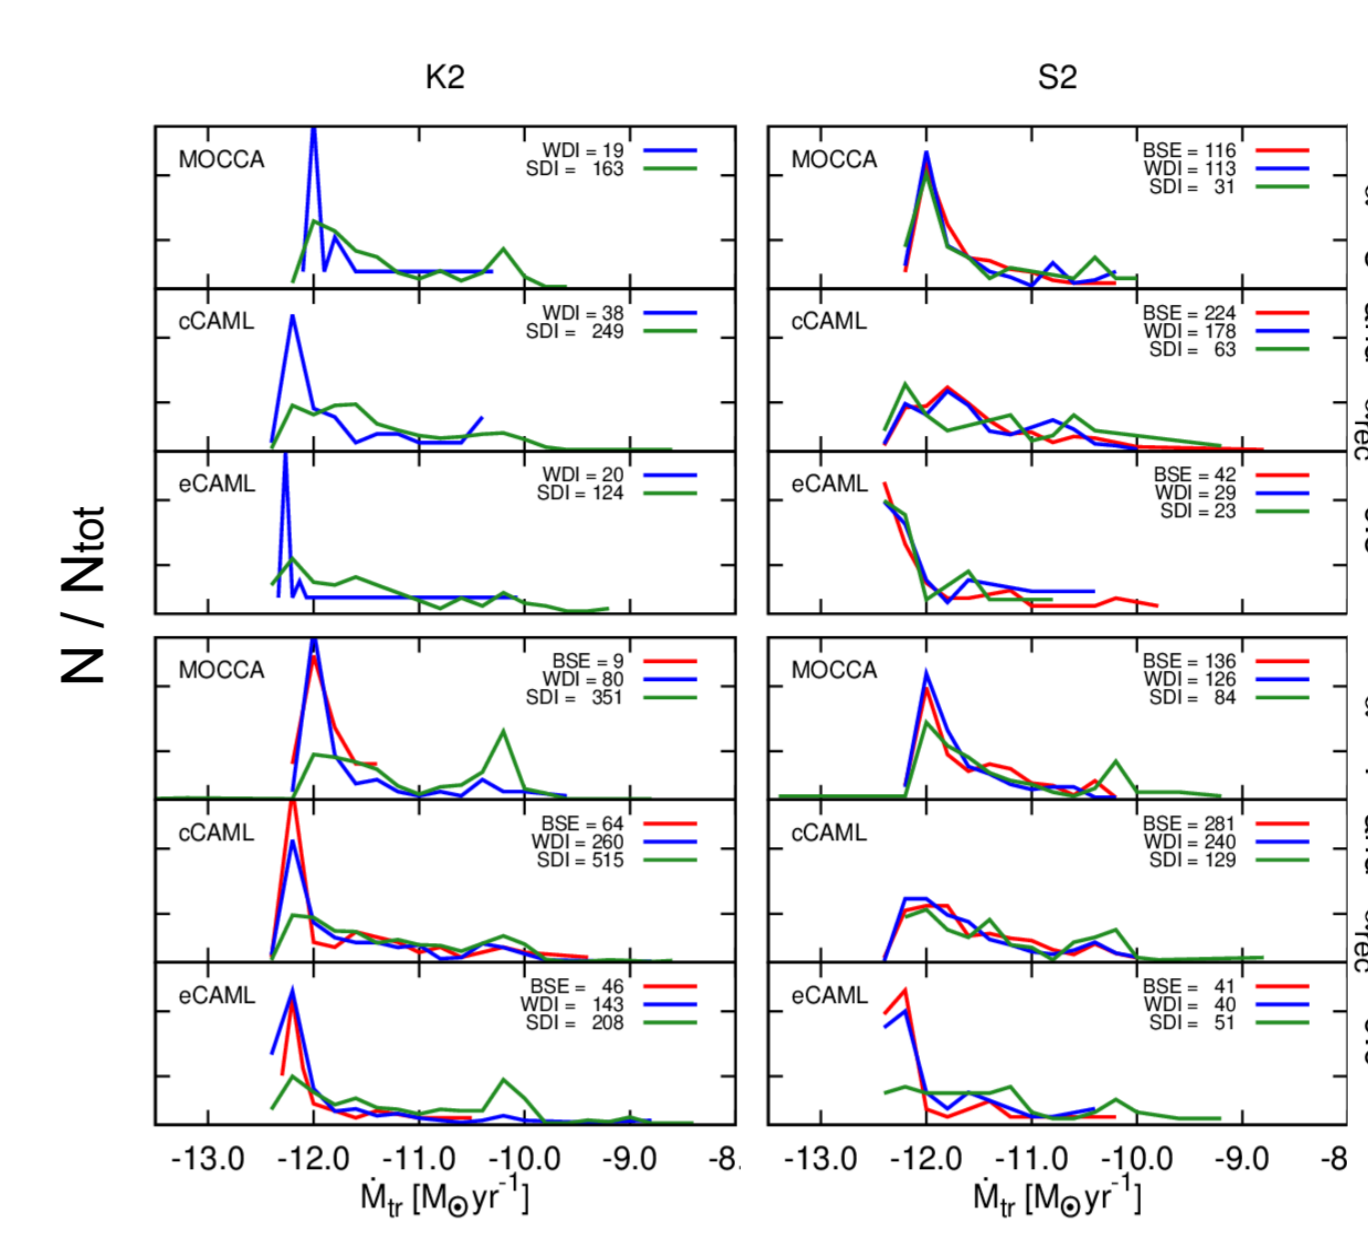 K2
S2
MOCCA
WDI = 19
SDI = 163
MOCCA
BSE = 116
WDI = 113
SDI = 31
cCAML
WDI = 38
SDI = 249
cCAML
BSE = 224
WDI = 178
SDI = 63
eCAML
WDI = 20
SDI = 124
eCAML
BSE = 42
WDI = 29
SDI = 23
N / Ntot
MOCCA
BSE = 9
WDI = 80
SDI = 351
MOCCA
BSE = 136
WDI = 126
SDI = 84
cCAML
BSE = 64
WDI = 260
SDI = 515
cCAML
BSE = 281
WDI = 240
SDI = 129
eCAML
BSE = 46
WDI = 143
SDI = 208
eCAML
BSE = 41
WDI = 40
SDI = 51
-13.0 -12.0 -11.0 -10.0 -9.0 -8.
-13.0 -12.0 -11.0 -10.0 -9.0 -8
Ṁtr [M⊙yr-1]
Ṁtr [M⊙yr-1]